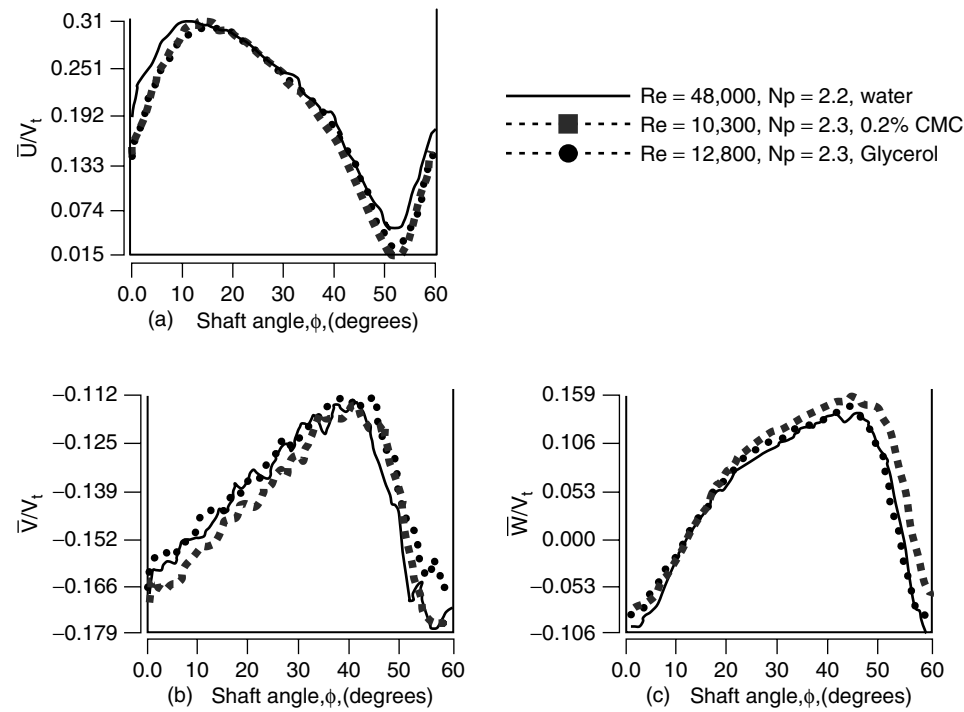 0.31
0.251
0.192
0.133
0.074
0.015
U/Vt
0.0 10 20 30 40 50 60
(a) Shaft angle,ϕ,(degrees)
Re = 48,000, Np = 2.2, water
Re = 10,300, Np = 2.3, 0.2% CMC
Re = 12,800, Np = 2.3, Glycerol
−0.112
−0.125
−0.139
−0.152
−0.166
−0.179
V/Vt
0.0 10 20 30 40 50 60
(b) Shaft angle,ϕ,(degrees)
0.159
0.106
0.053
0.000
−0.053
−0.106
W/Vt
0.0 10 20 30 40 50 60
(c) Shaft angle,ϕ,(degrees)